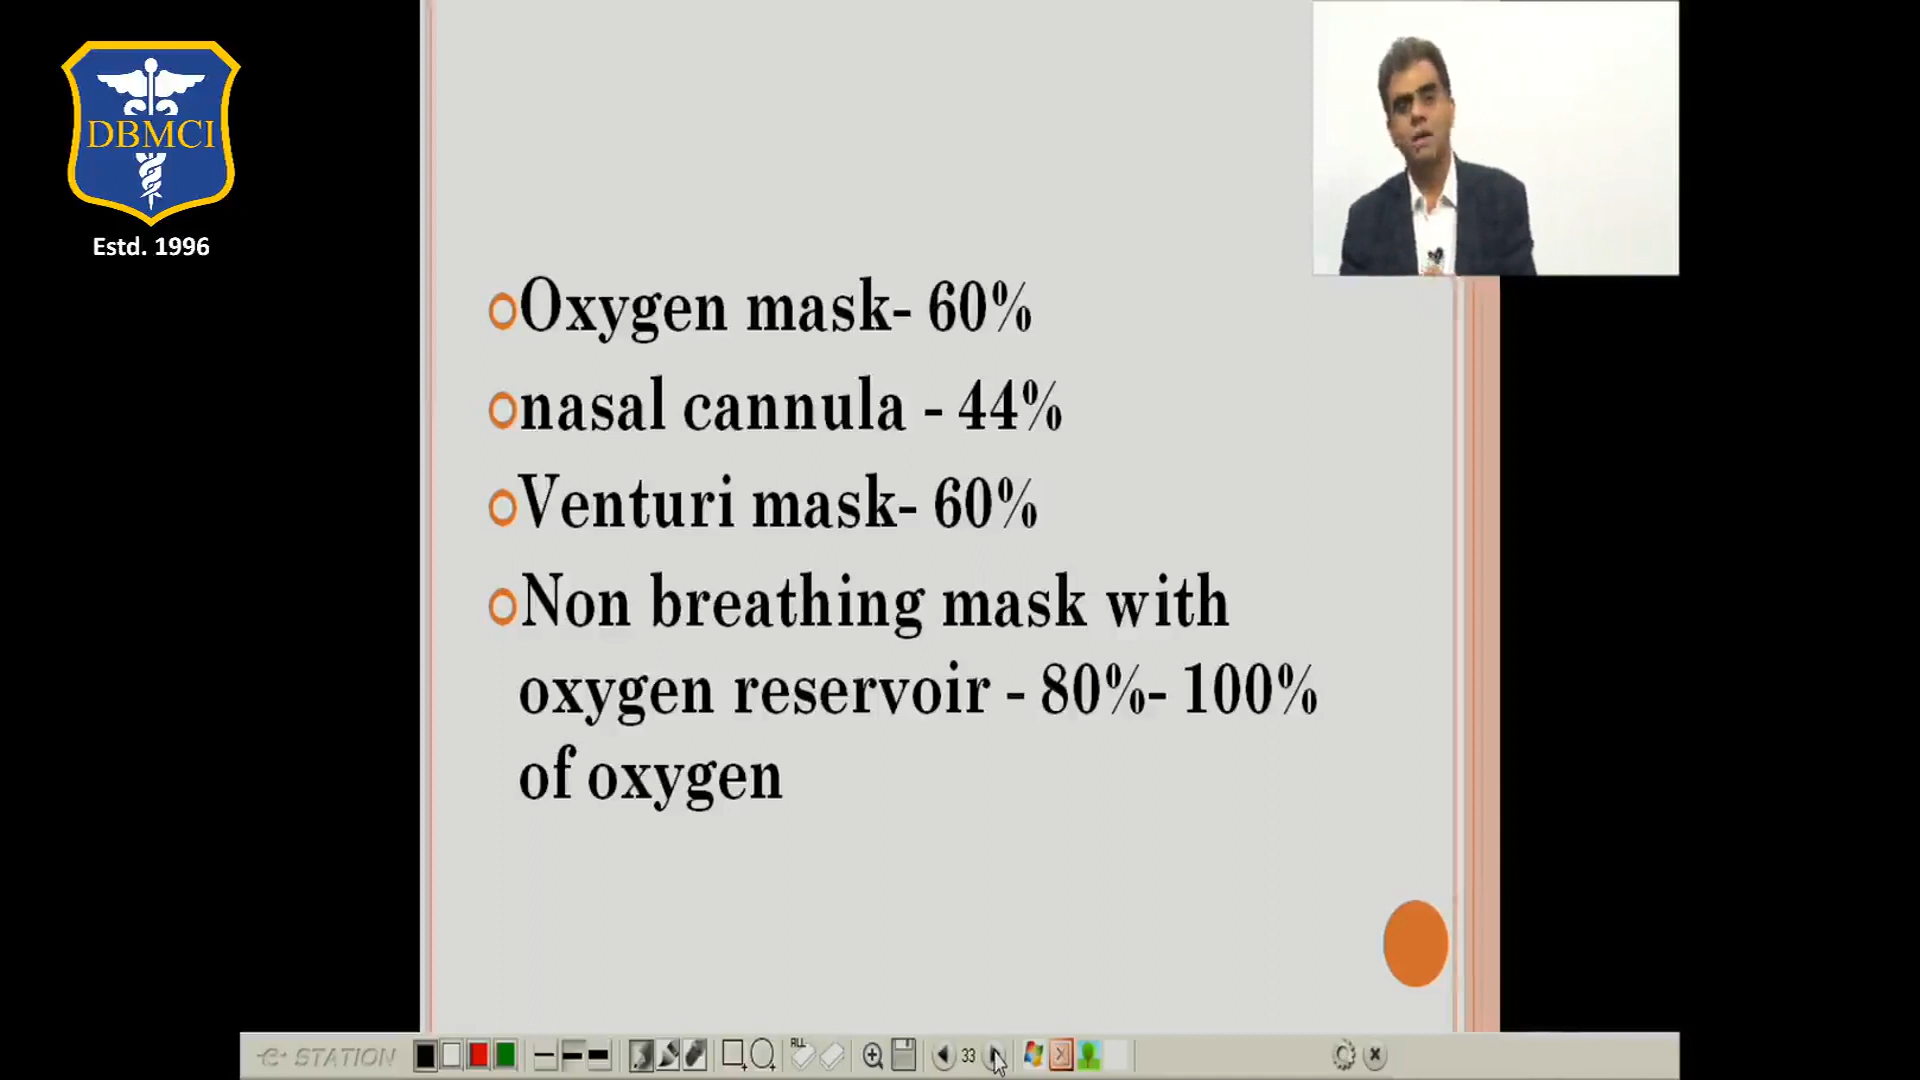 DBMCI
Estd. 1996
Oxygen mask- 60%
nasal cannula - 44%
Venturi mask- 60%
Non breathing mask with
oxygen reservoir - 80%- 100%
of oxygen
-e- STATION
ALL
33